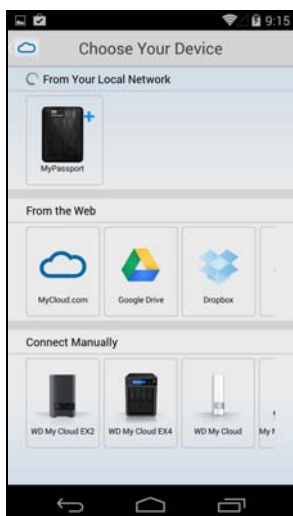 9:15
Choose Your Device
From Your Local Network
MyPassport
From the Web
MyCloud.com
Google Drive
Dropbox
Connect Manually
WD My Cloud EX2
WD My Cloud EX4
WD My Cloud
My N